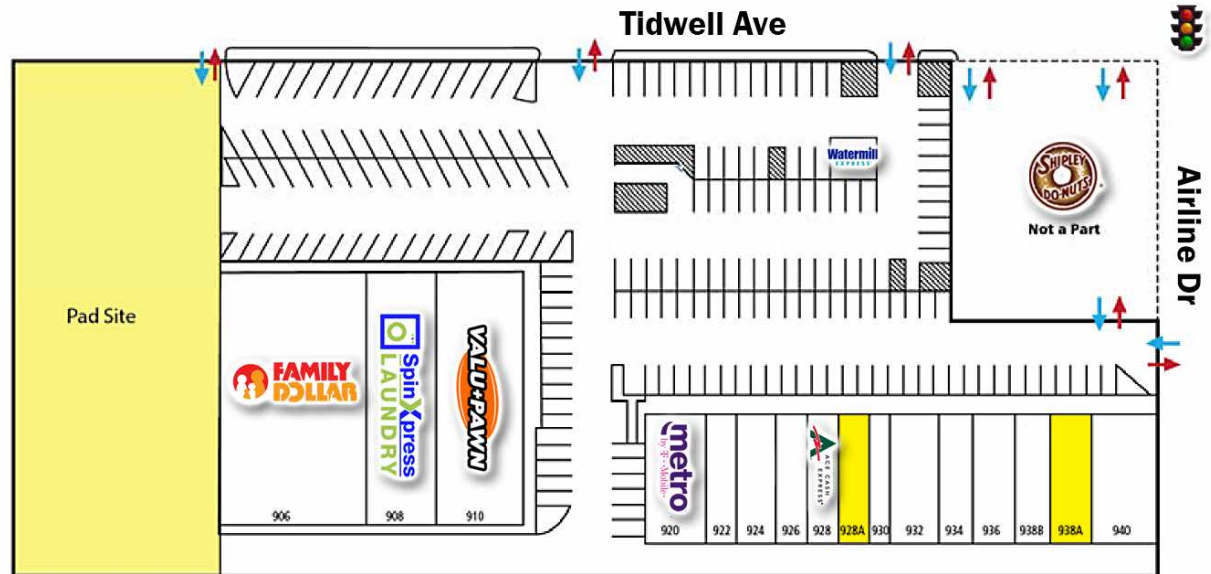 Tidwell Ave
Watermill
EXPRESS
SHIPLEY
DO-NUTS
Not a Part
Airline Dr
Pad Site
FAMILY
DOLLAR
SpinXpress
LAUNDRY
VALU+PAWN
metro
by T-Mobile
ACE CASH
EXPRESS
906
908
910
920
922
924
926
928
928A
930
932
934
936
938B
938A
940